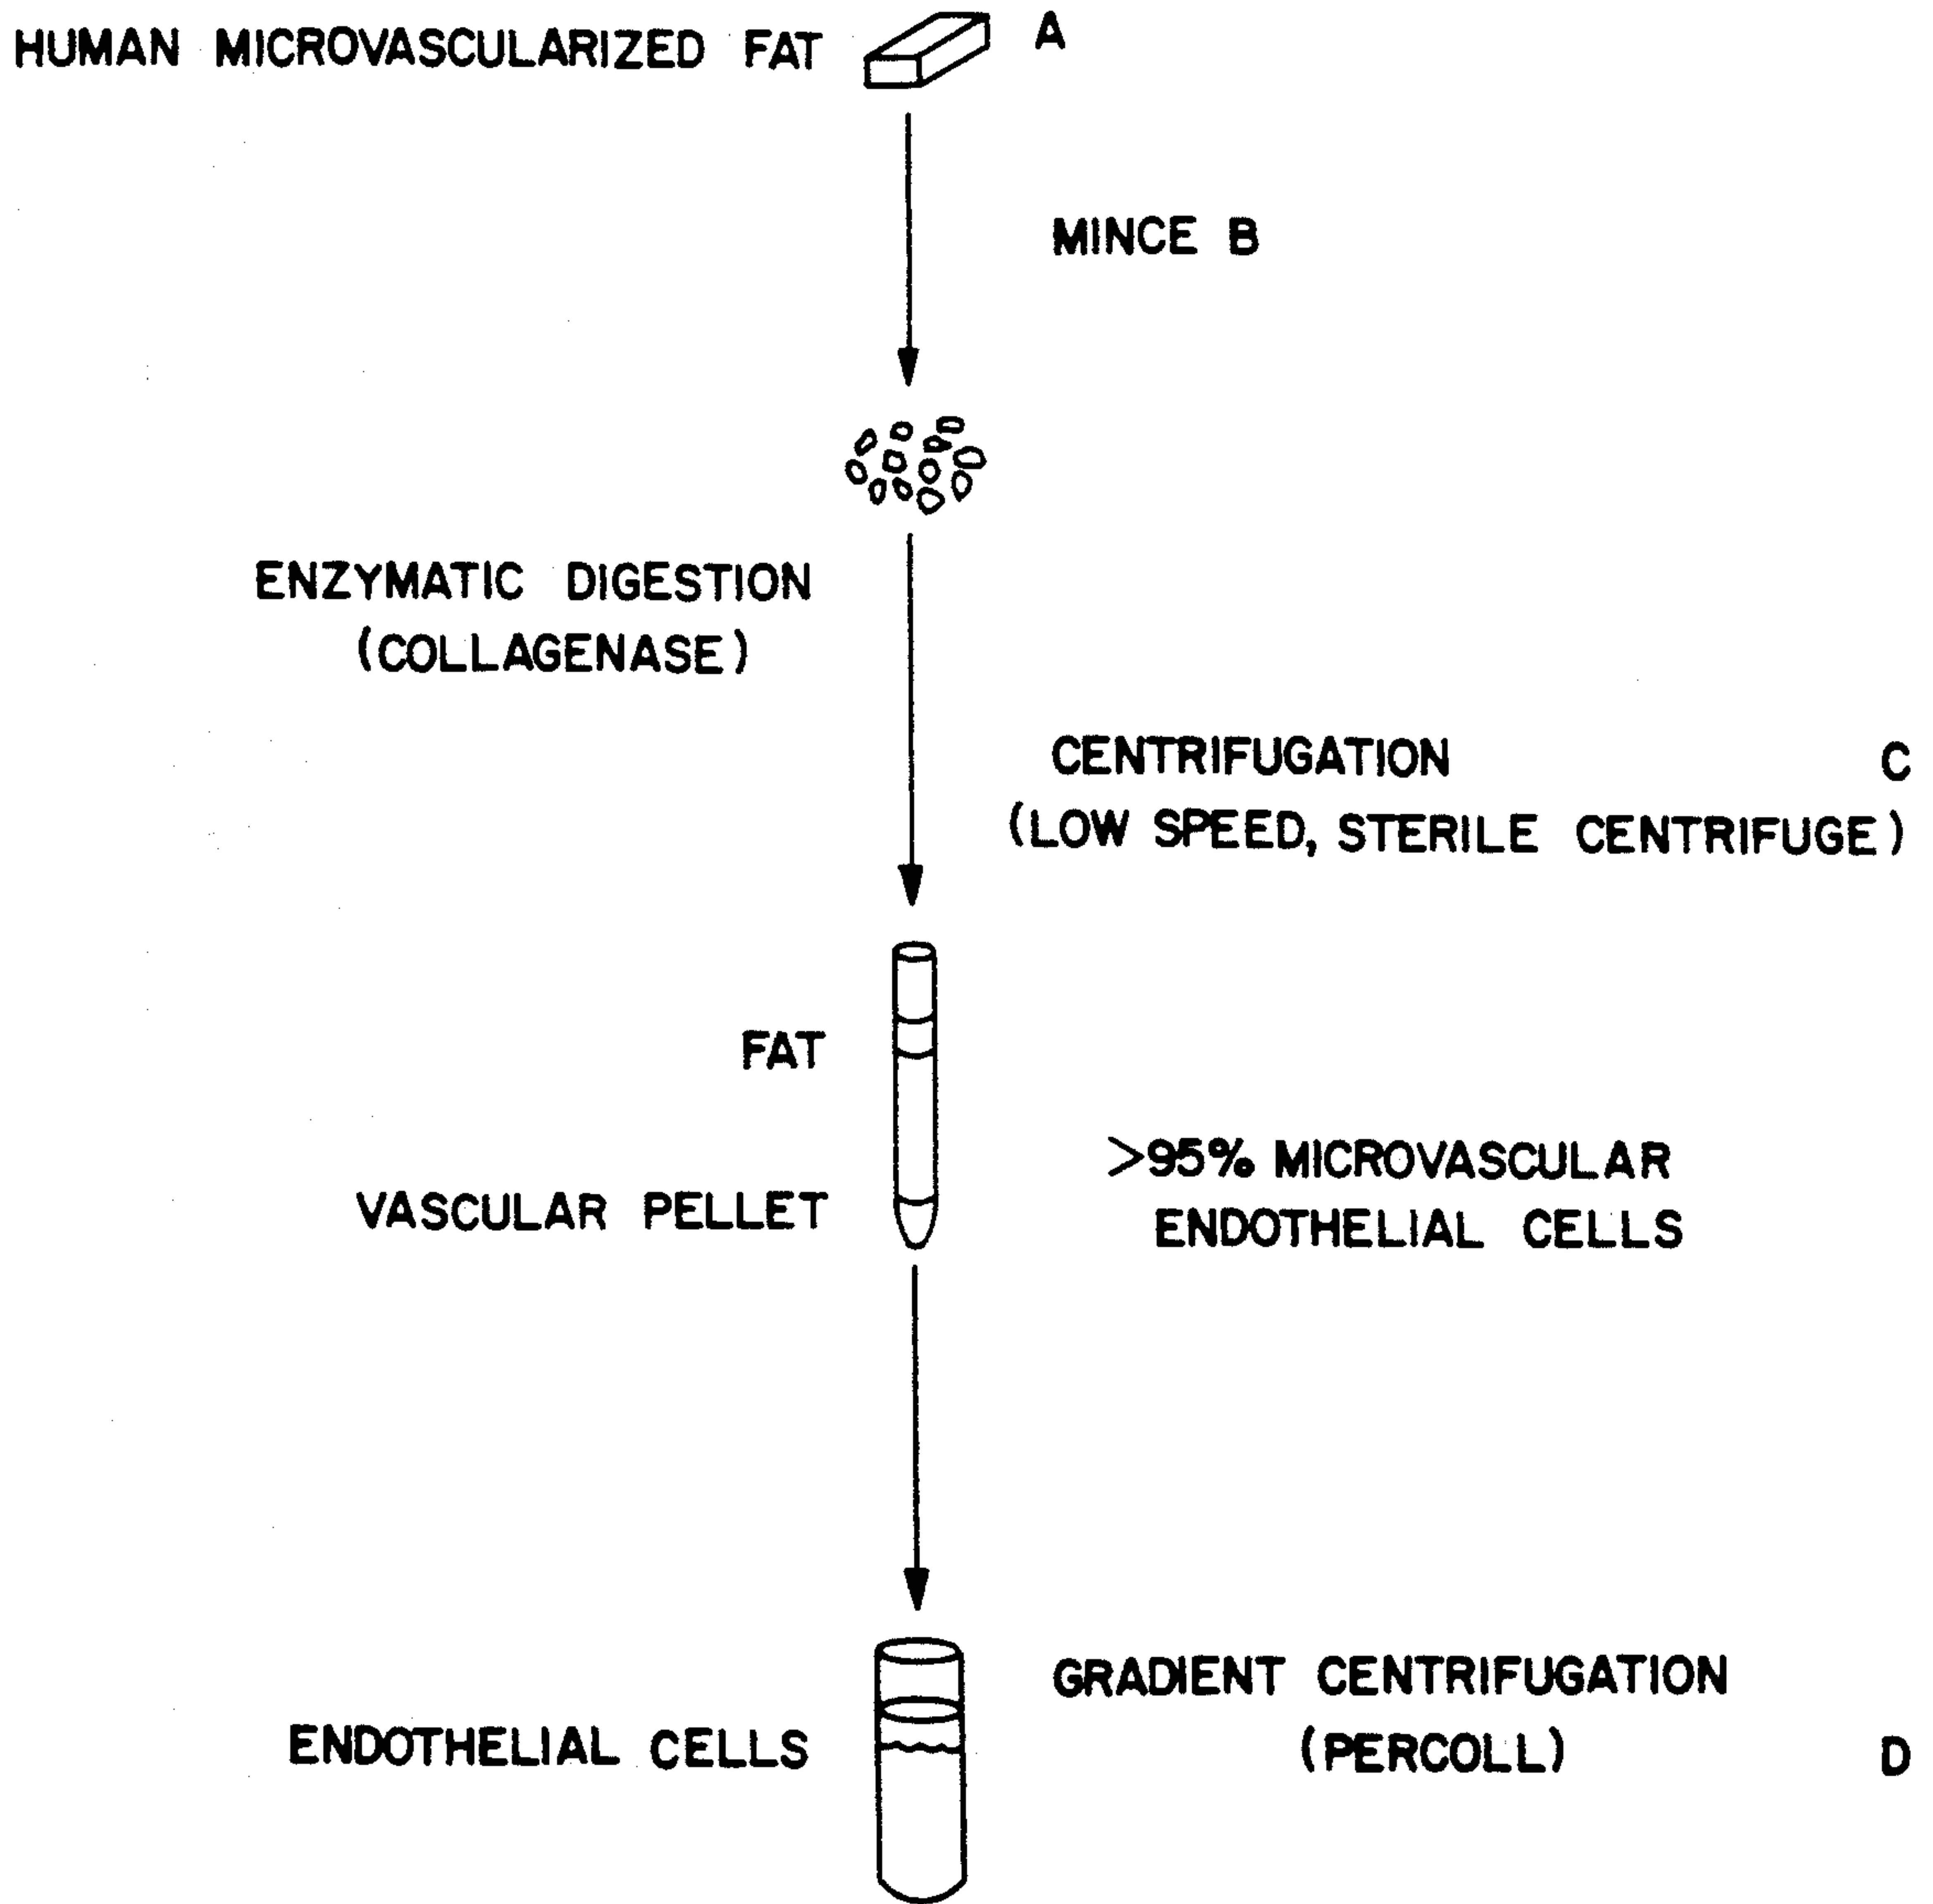 HUMAN MICROVASCULARIZED FAT A
MINCE B
ENZYMATIC DIGESTION
(COLLAGENASE)
CENTRIFUGATION C
(LOW SPEED, STERILE CENTRIFUGE)
FAT
>95% MICROVASCULAR
VASCULAR PELLET
ENDOTHELIAL CELLS
GRADIENT CENTRIFUGATION
ENDOTHELIAL CELLS
(PERCOLL) D